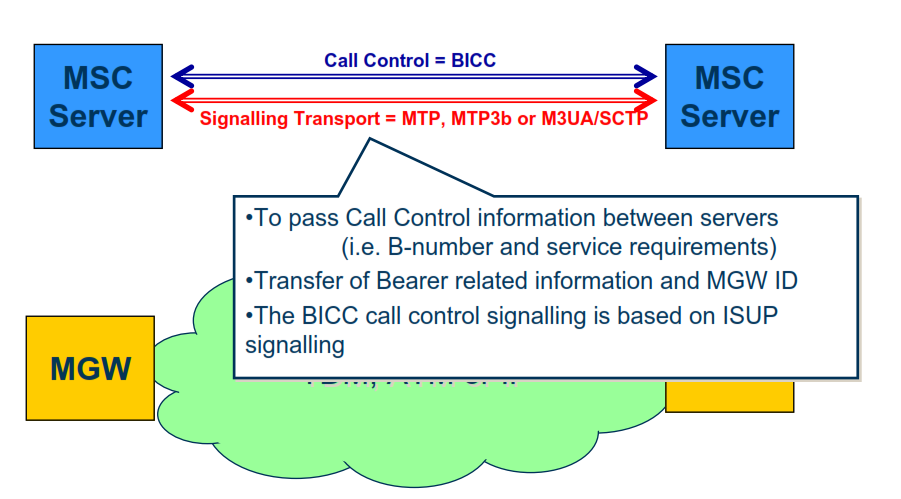 MSC
Server
Call Control = BICC
Signalling Transport = MTP, MTP3b or M3UA/SCTP
MSC
Server
•To pass Call Control information between servers
(i.e. B-number and service requirements)
•Transfer of Bearer related information and MGW ID
•The BICC call control signalling is based on ISUP
signalling
MGW